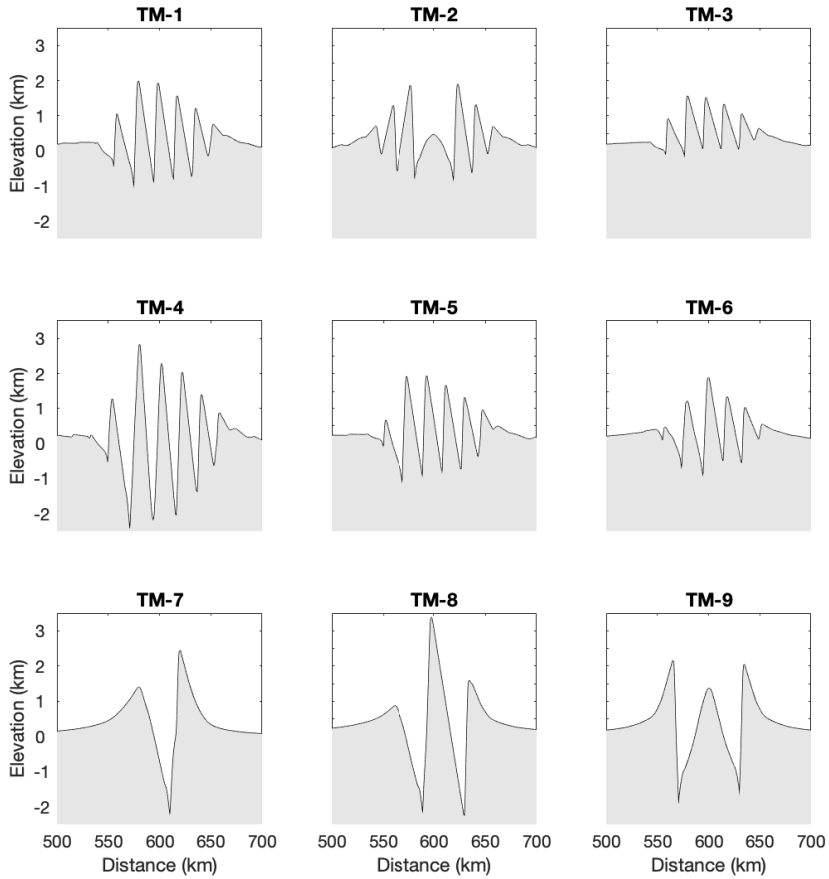 TM-1 TM-2 TM-3
3
2
1
0
-1
-2
Elevation (km)
TM-4 TM-5 TM-6
3
2
1
0
-1
-2
Elevation (km)
TM-7 TM-8 TM-9
3
2
1
0
-1
-2
Elevation (km)
500 550 600 650 700 500 550 600 650 700 500 550 600 650 700
Distance (km) Distance (km) Distance (km)